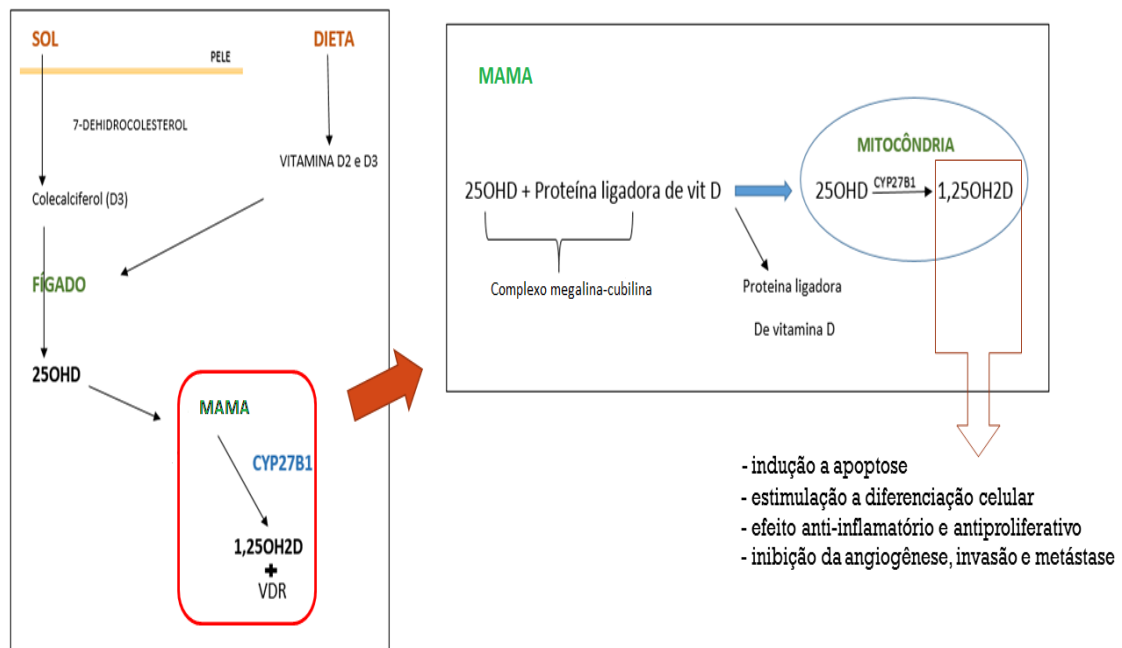 SOL
DIETA
PELE
7-DEHIDROCOLESTEROL
VITAMINA D2 e D3
Colecalciferol (D3)
FÍGADO
25OHD
MAMA
CYP27B1
1,25OH2D
+
VDR
MAMA
MITOCÔNDRIA
25OHD + Proteína ligadora de vit D
25OHD CYP27B1 1,25OH2D
Complexo megalina-cubilina
Proteina ligadora
De vitamina D
- indução a apoptose
- estimulação a diferenciação celular
- efeito anti-inflamatório e antiproliferativo
- inibição da angiogênese, invasão e metástase